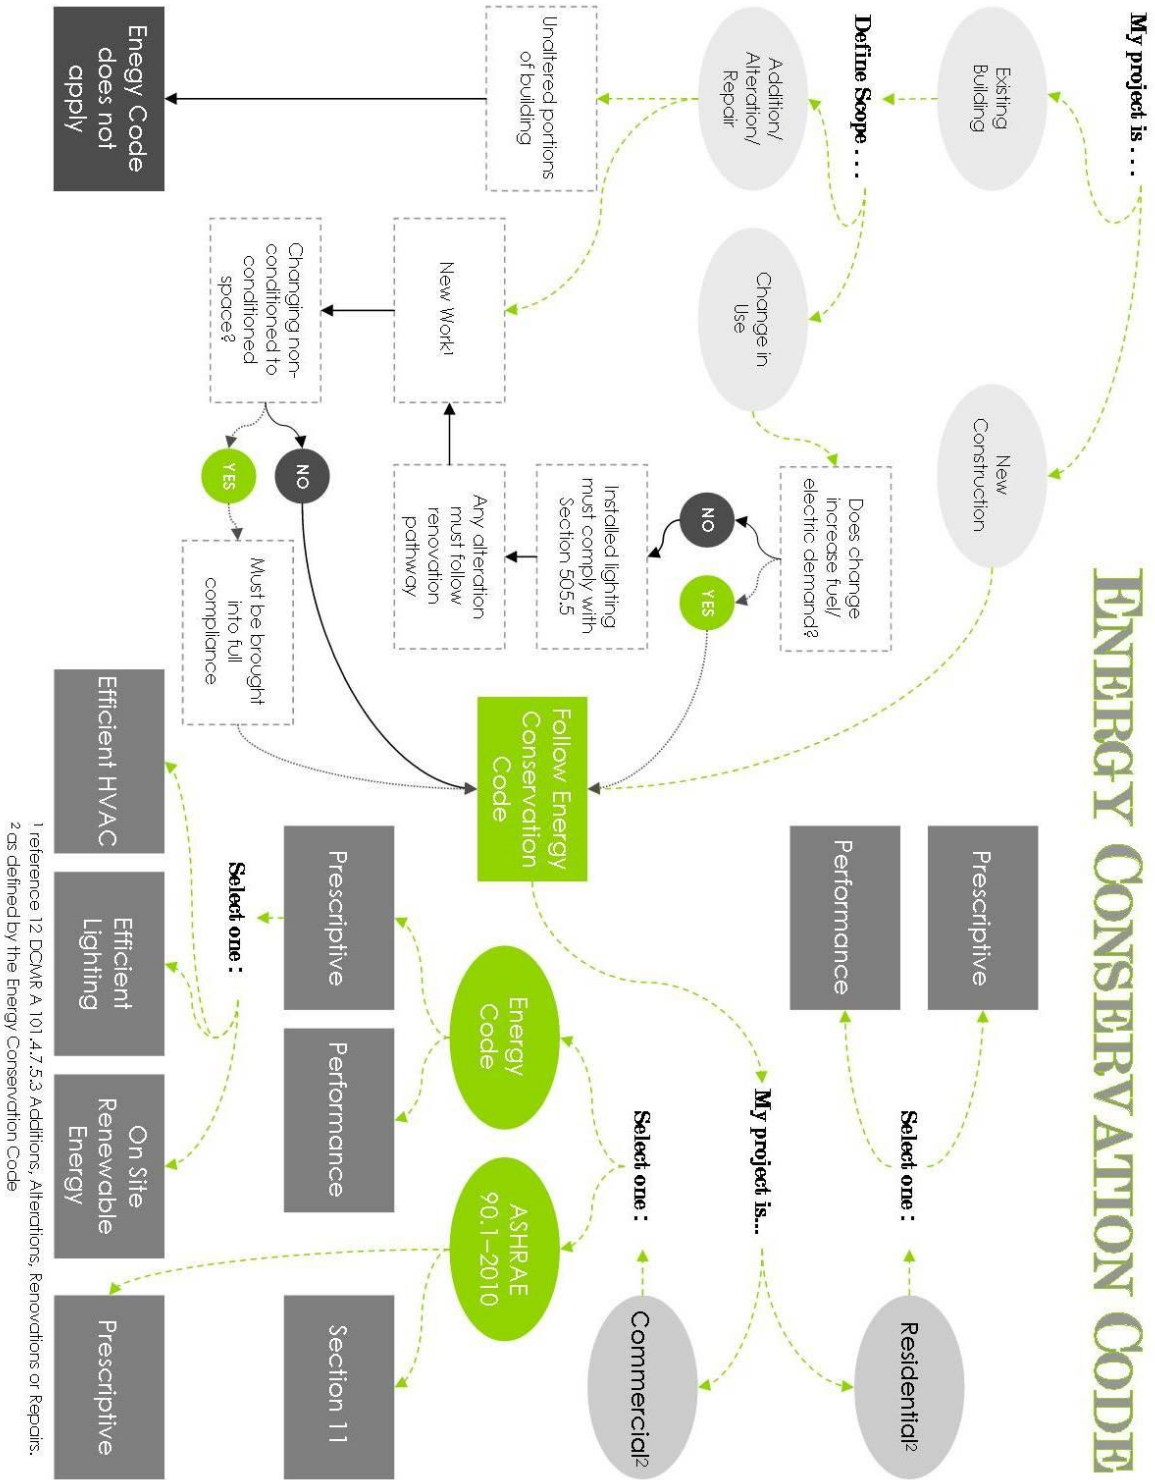 ENERGY CONSERVATION CODE
My project is . . .
Existing
Building
New
Construction
Define Scope . . .
Addition/
Alteration/
Repair
Change in
Use
Does change
increase fuel/
electric demand?
NO
YES
Unaltered portions
of building
Installed lighting
must comply with
Section 505.5
New Work¹
Any alteration
must follow
renovation
pathway
Changing non-
conditioned to
conditioned
space?
NO
YES
Must be brought
into full
compliance
Enegy Code
does not
apply
Follow Energy
Conservation
Code
My project is...
Residential²
Select one :
Prescriptive
Performance
Commercial²
Select one :
Energy
Code
ASHRAE
90.1–2010
Prescriptive
Performance
Section 11
Select one :
Efficient HVAC
Efficient
Lighting
On Site
Renewable
Energy
Prescriptive
¹ reference 12 DCMR A 101.4.7.5.3 Additions, Alterations, Renovations or Repairs.
² as defined by the Energy Conservation Code